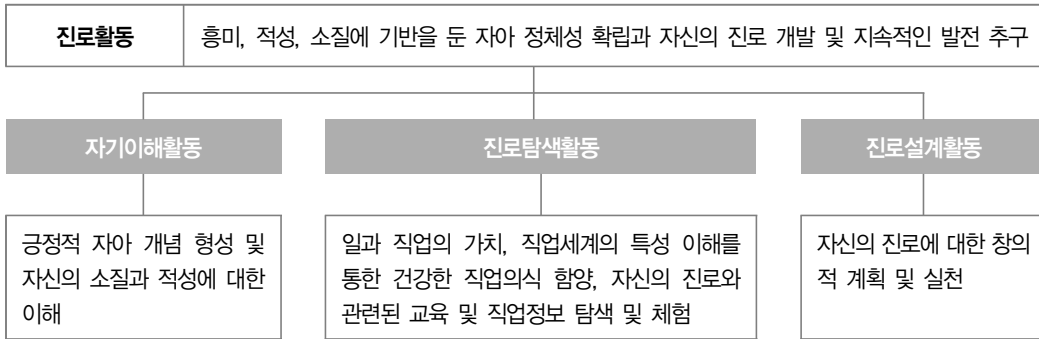 진로활동
흥미, 적성, 소질에 기반을 둔 자아 정체성 확립과 자신의 진로 개발 및 지속적인 발전 추구
자기이해활동
진로탐색활동
진로설계활동
긍정적 자아 개념 형성 및
자신의 소질과 적성에 대한
이해
일과 직업의 가치, 직업세계의 특성 이해를
통한 건강한 직업의식 함양, 자신의 진로와
관련된 교육 및 직업정보 탐색 및 체험
자신의 진로에 대한 창의
적 계획 및 실천